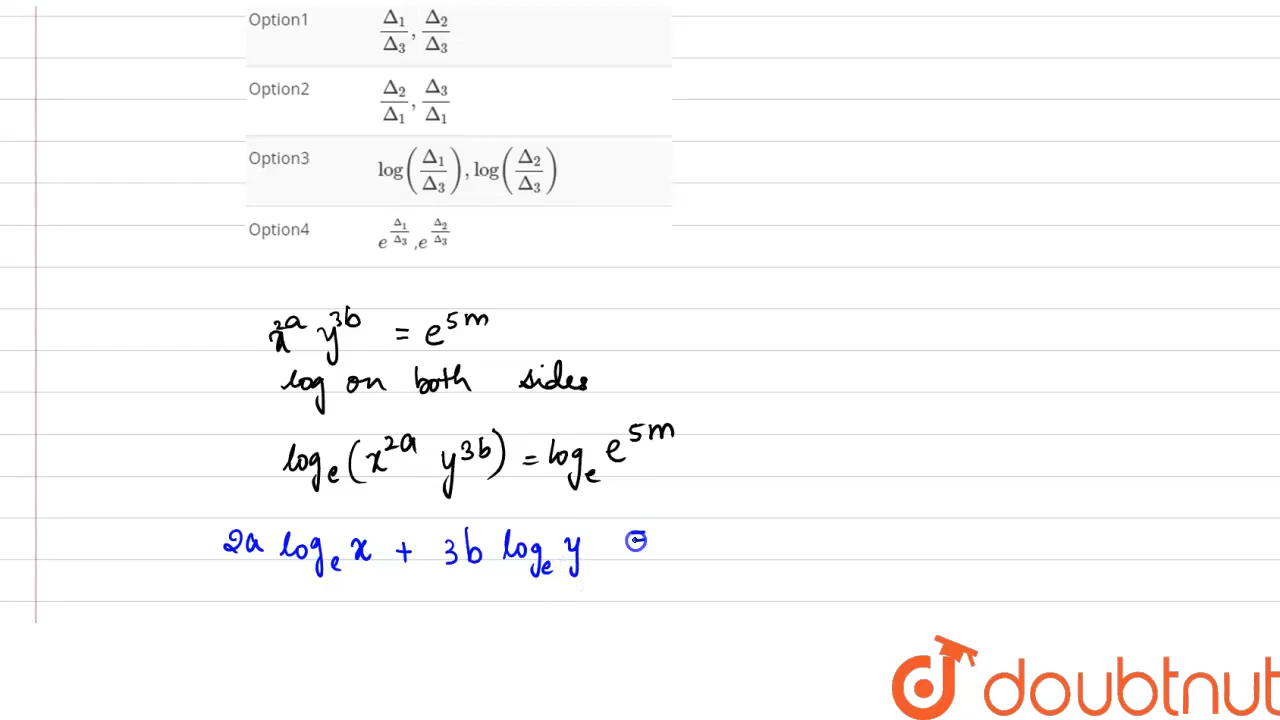 Option1 Δ₁/Δ₃, Δ₂/Δ₃
Option2 Δ₂/Δ₁, Δ₃/Δ₁
Option3 log(Δ₁/Δ₃), log(Δ₂/Δ₃)
Option4 e^(Δ₁/Δ₃), e^(Δ₂/Δ₃)
x^2a y^3b = e^5m
log on both sides
logₑ(x^2a y^3b) = logₑ e^5m
2a logₑ x + 3b logₑ y =
doubtnut